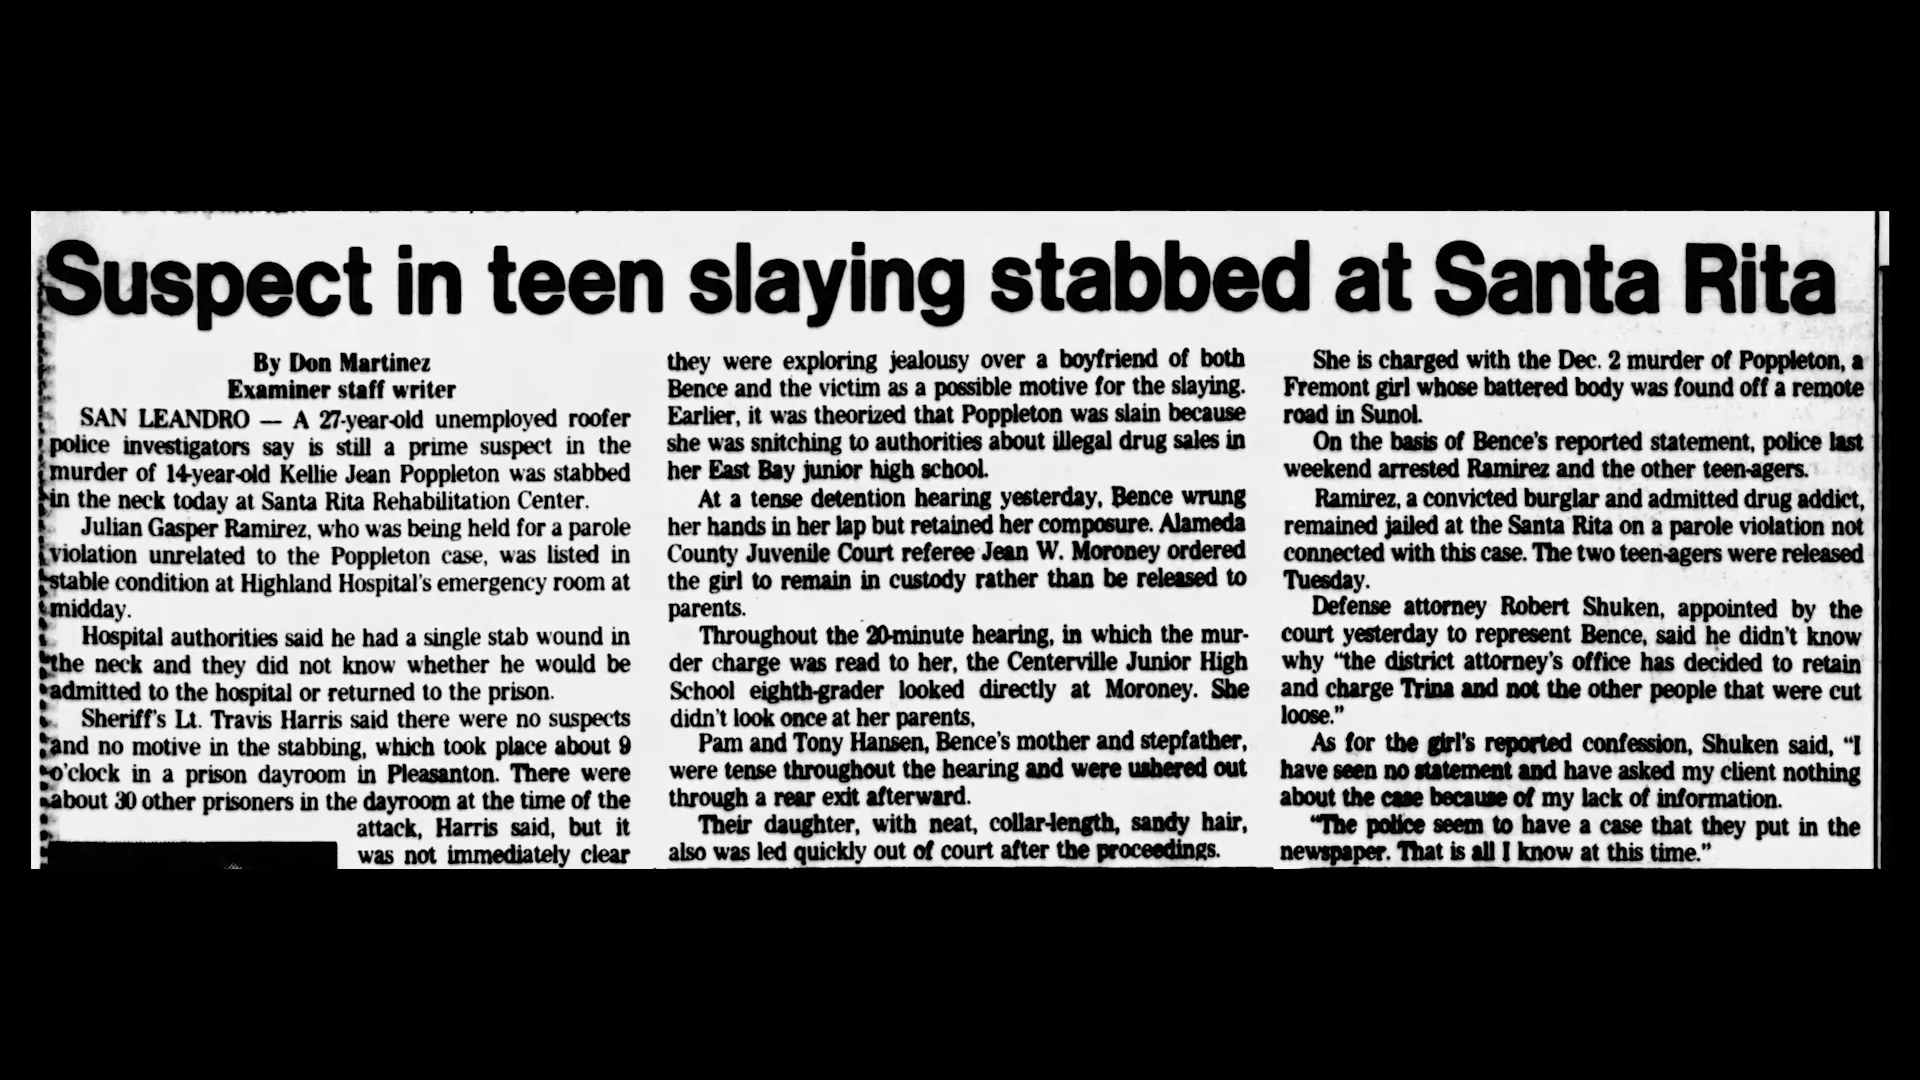 Suspect in teen slaying stabbed at Santa Rita
By Don Martinez
Examiner staff writer
SAN LEANDRO — A 27-year-old unemployed roofer
police investigators say is still a prime suspect in the
murder of 14-year-old Kellie Jean Poppleton was stabbed
in the neck today at Santa Rita Rehabilitation Center.
Julian Gasper Ramirez, who was being held for a parole
violation unrelated to the Poppleton case, was listed in
stable condition at Highland Hospital's emergency room at
midday.
Hospital authorities said he had a single stab wound in
the neck and they did not know whether he would be
admitted to the hospital or returned to the prison.
Sheriff's Lt. Travis Harris said there were no suspects
and no motive in the stabbing, which took place about 9
o'clock in a prison dayroom in Pleasanton. There were
about 30 other prisoners in the dayroom at the time of the
attack, Harris said, but it
was not immediately clear
they were exploring jealousy over a boyfriend of both
Bence and the victim as a possible motive for the slaying.
Earlier, it was theorized that Poppleton was slain because
she was snitching to authorities about illegal drug sales in
her East Bay junior high school.
At a tense detention hearing yesterday, Bence wrung
her hands in her lap but retained her composure. Alameda
County Juvenile Court referee Jean W. Moroney ordered
the girl to remain in custody rather than be released to
parents.
Throughout the 20-minute hearing, in which the mur-
der charge was read to her, the Centerville Junior High
School eighth-grader looked directly at Moroney. She
didn't look once at her parents,
Pam and Tony Hansen, Bence's mother and stepfather,
were tense throughout the hearing and were ushered out
through a rear exit afterward.
Their daughter, with neat, collar-length, sandy hair,
also was led quickly out of court after the proceedings.
She is charged with the Dec. 2 murder of Poppleton, a
Fremont girl whose battered body was found off a remote
road in Sunol.
On the basis of Bence's reported statement, police last
weekend arrested Ramirez and the other teen-agers.
Ramirez, a convicted burglar and admitted drug addict,
remained jailed at the Santa Rita on a parole violation not
connected with this case. The two teen-agers were released
Tuesday.
Defense attorney Robert Shuken, appointed by the
court yesterday to represent Bence, said he didn't know
why “the district attorney's office has decided to retain
and charge Trina and not the other people that were cut
loose.”
As for the girl's reported confession, Shuken said, “I
have seen no statement and have asked my client nothing
about the case because of my lack of information.
“The police seem to have a case that they put in the
newspaper. That is all I know at this time.”